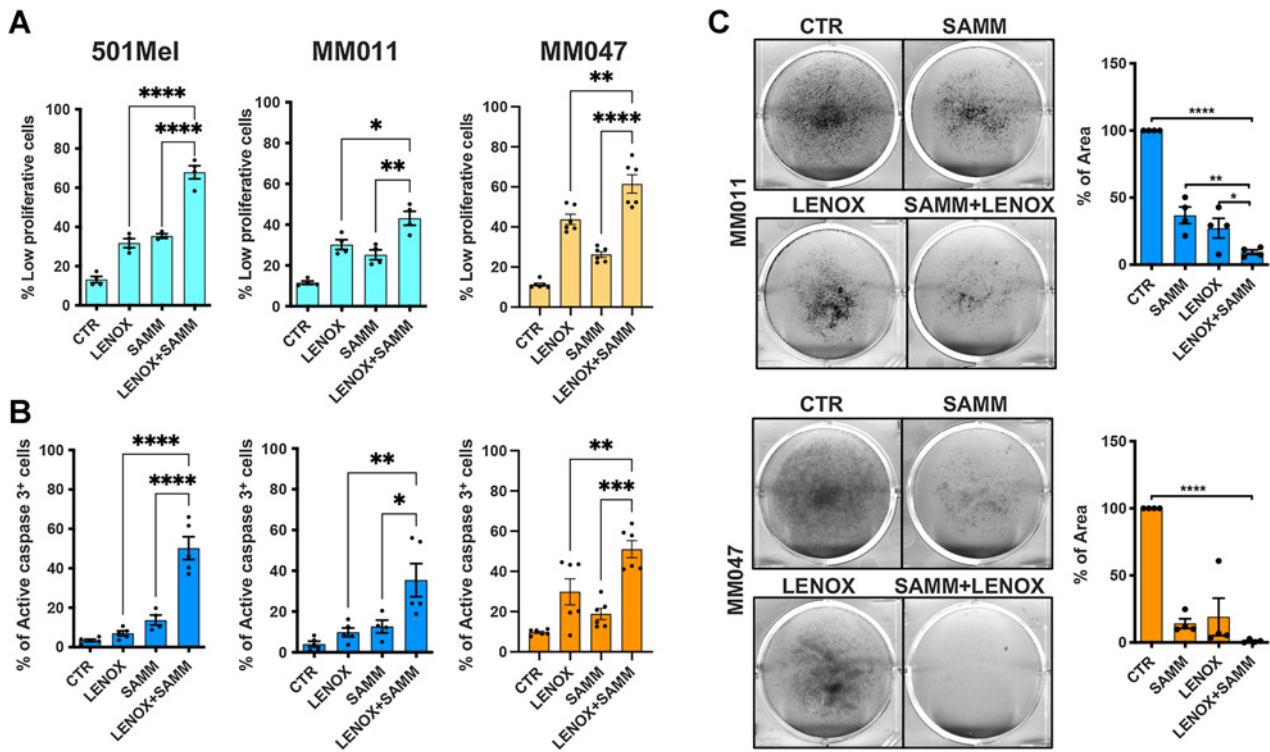 A
501Mel
MM011
MM047
% Low proliferative cells
100
80
60
40
20
0
****
****
CTR
LENOX
SAMM
LENOX+SAMM
% Low proliferative cells
100
80
60
40
20
0
*
**
CTR
LENOX
SAMM
LENOX+SAMM
% Low proliferative cells
100
80
60
40
20
0
**
****
CTR
LENOX
SAMM
LENOX+SAMM
B
% of Active caspase 3+ cells
100
80
60
40
20
0
****
****
CTR
LENOX
SAMM
LENOX+SAMM
% of Active caspase 3+ cells
100
80
60
40
20
0
**
*
CTR
LENOX
SAMM
LENOX+SAMM
% of Active caspase 3+ cells
100
80
60
40
20
0
**
***
CTR
LENOX
SAMM
LENOX+SAMM
C
CTR
SAMM
LENOX
SAMM+LENOX
MM011
% of Area
150
100
50
0
****
**
*
CTR
SAMM
LENOX
LENOX+SAMM
CTR
SAMM
LENOX
SAMM+LENOX
MM047
% of Area
150
100
50
0
****
CTR
SAMM
LENOX
LENOX+SAMM